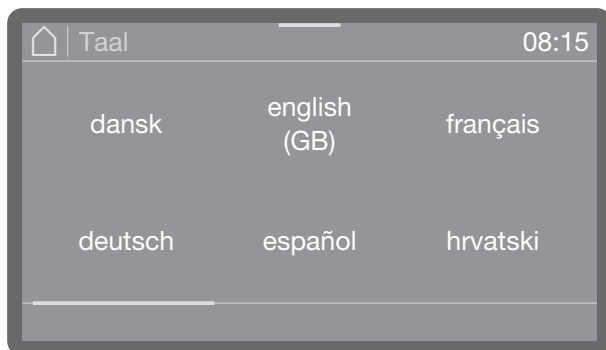 Taal
08:15
dansk
english
(GB)
français
deutsch
español
hrvatski